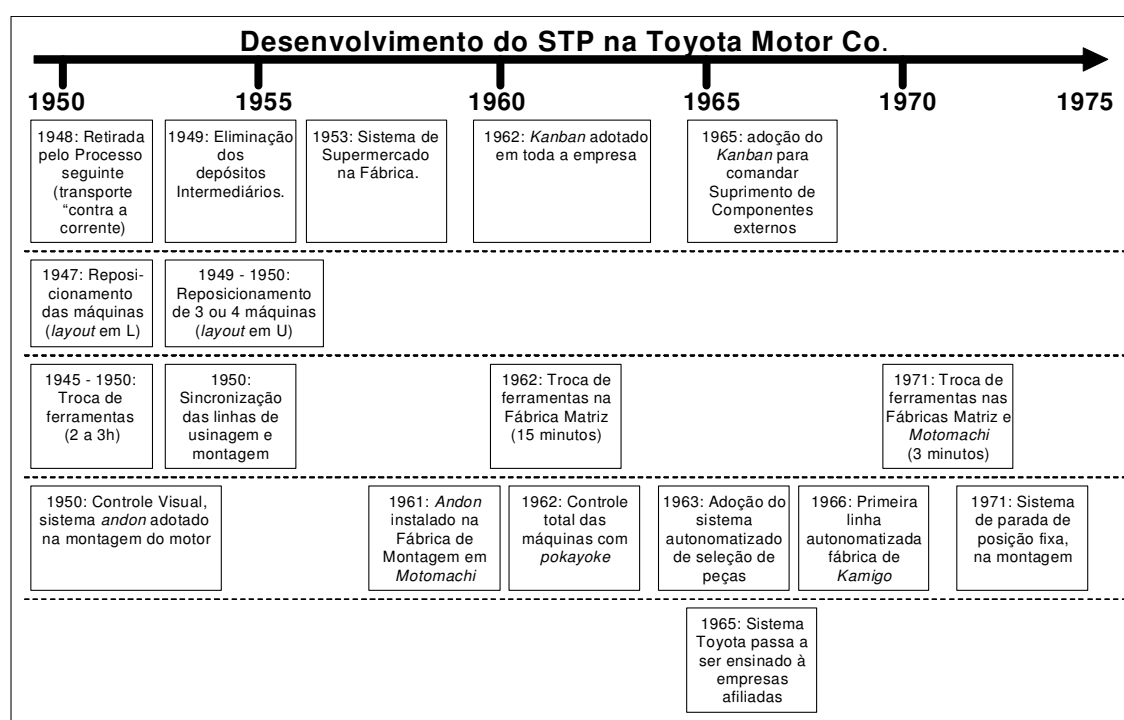 Desenvolvimento do STP na Toyota Motor Co.
1950 1955 1960 1965 1970 1975
1948: Retirada
pelo Processo
seguinte
(transporte
“contra a
corrente)
1949: Eliminação
dos
depósitos
Intermediários.
1953: Sistema de
Supermercado
na Fábrica.
1962: Kanban adotado
em toda a empresa
1965: adoção do
Kanban para
comandar
Suprimento de
Componentes
externos
1947: Reposi-
cionamento
das máquinas
(layout em L)
1949 - 1950:
Reposicionamento
de 3 ou 4 máquinas
(layout em U)
1945 - 1950:
Troca de
ferramentas
(2 a 3h)
1950:
Sincronização
das linhas de
usinagem e
montagem
1962: Troca de
ferramentas na
Fábrica Matriz
(15 minutos)
1971: Troca de
ferramentas nas
Fábricas Matriz e
Motomachi
(3 minutos)
1950: Controle Visual,
sistema andon adotado
na montagem do motor
1961: Andon
instalado na
Fábrica de
Montagem em
Motomachi
1962: Controle
total das
máquinas com
pokayoke
1963: Adoção do
sistema
autonomatizado
de seleção de
peças
1966: Primeira
linha
autonomatizada
fábrica de
Kamigo
1971: Sistema
de parada de
posição fixa,
na montagem
1965: Sistema
Toyota passa a
ser ensinado à
empresas
afiliadas